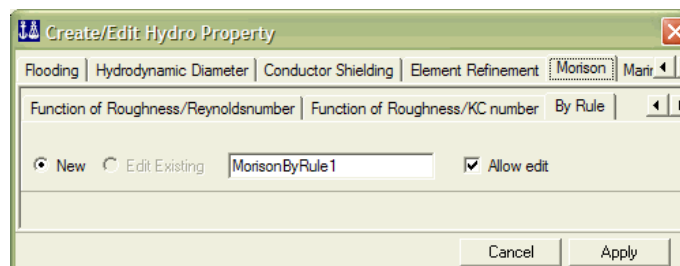 Create/Edit Hydro Property
Flooding Hydrodynamic Diameter Conductor Shielding Element Refinement Morison Marir
Function of Roughness/Reynoldsnumber Function of Roughness/KC number By Rule
New Edit Existing MorisonByRule1 Allow edit
Cancel Apply